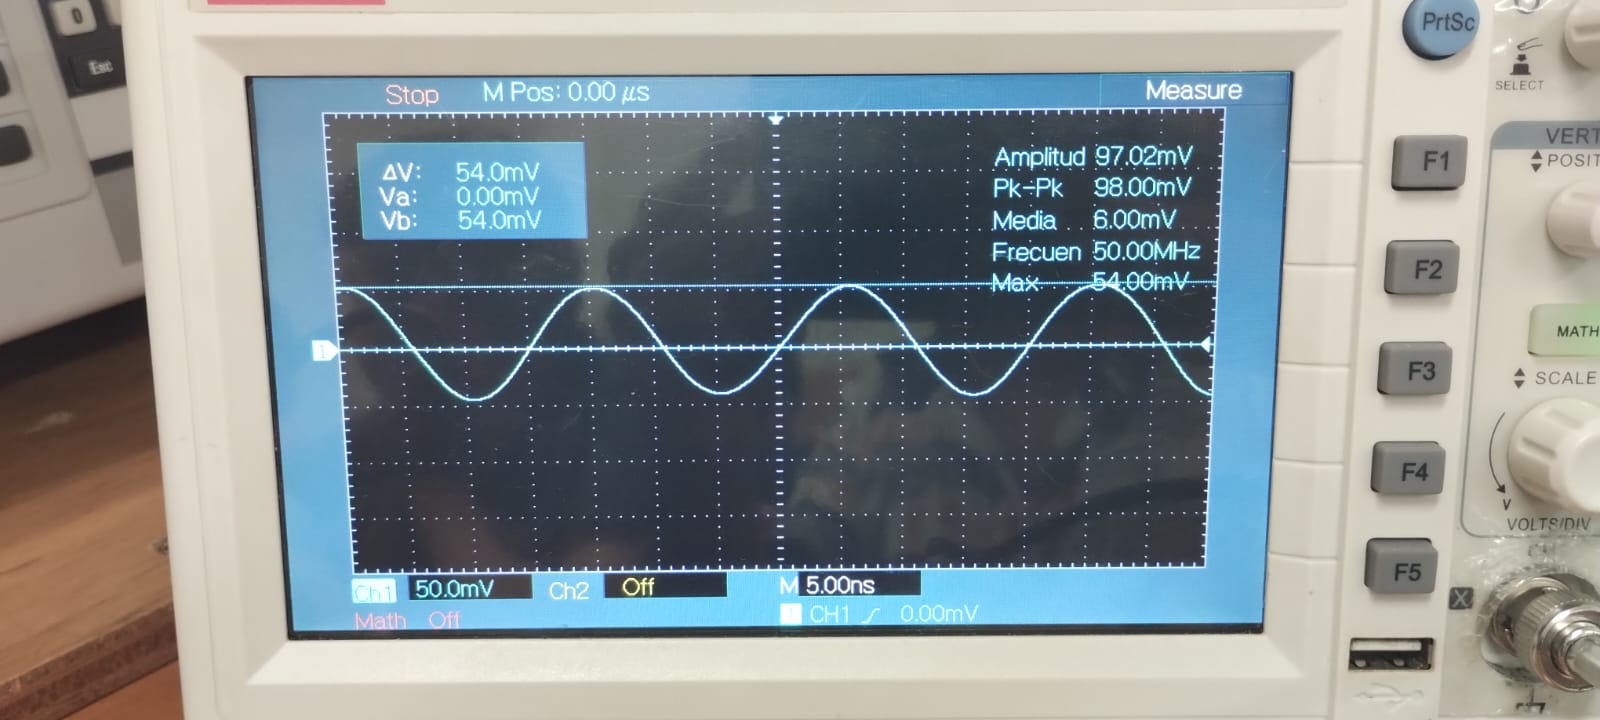 0
Esc
PrtSc
SELECT
Stop M Pos: 0.00 µs Measure
ΔV: 54.0mV
Va: 0.00mV
Vb: 54.0mV
Amplitud 97.02mV
Pk-Pk 98.00mV
Media 6.00mV
Frecuen 50.00MHz
Max 54.00mV
1
Ch1 50.0mV Ch2 Off M 5.00ns
Math Off 1 CH1 0.00mV
F1
F2
F3
F4
F5
VERT
POSIT
MATH
SCALE
V
VOLTS/DIV
X